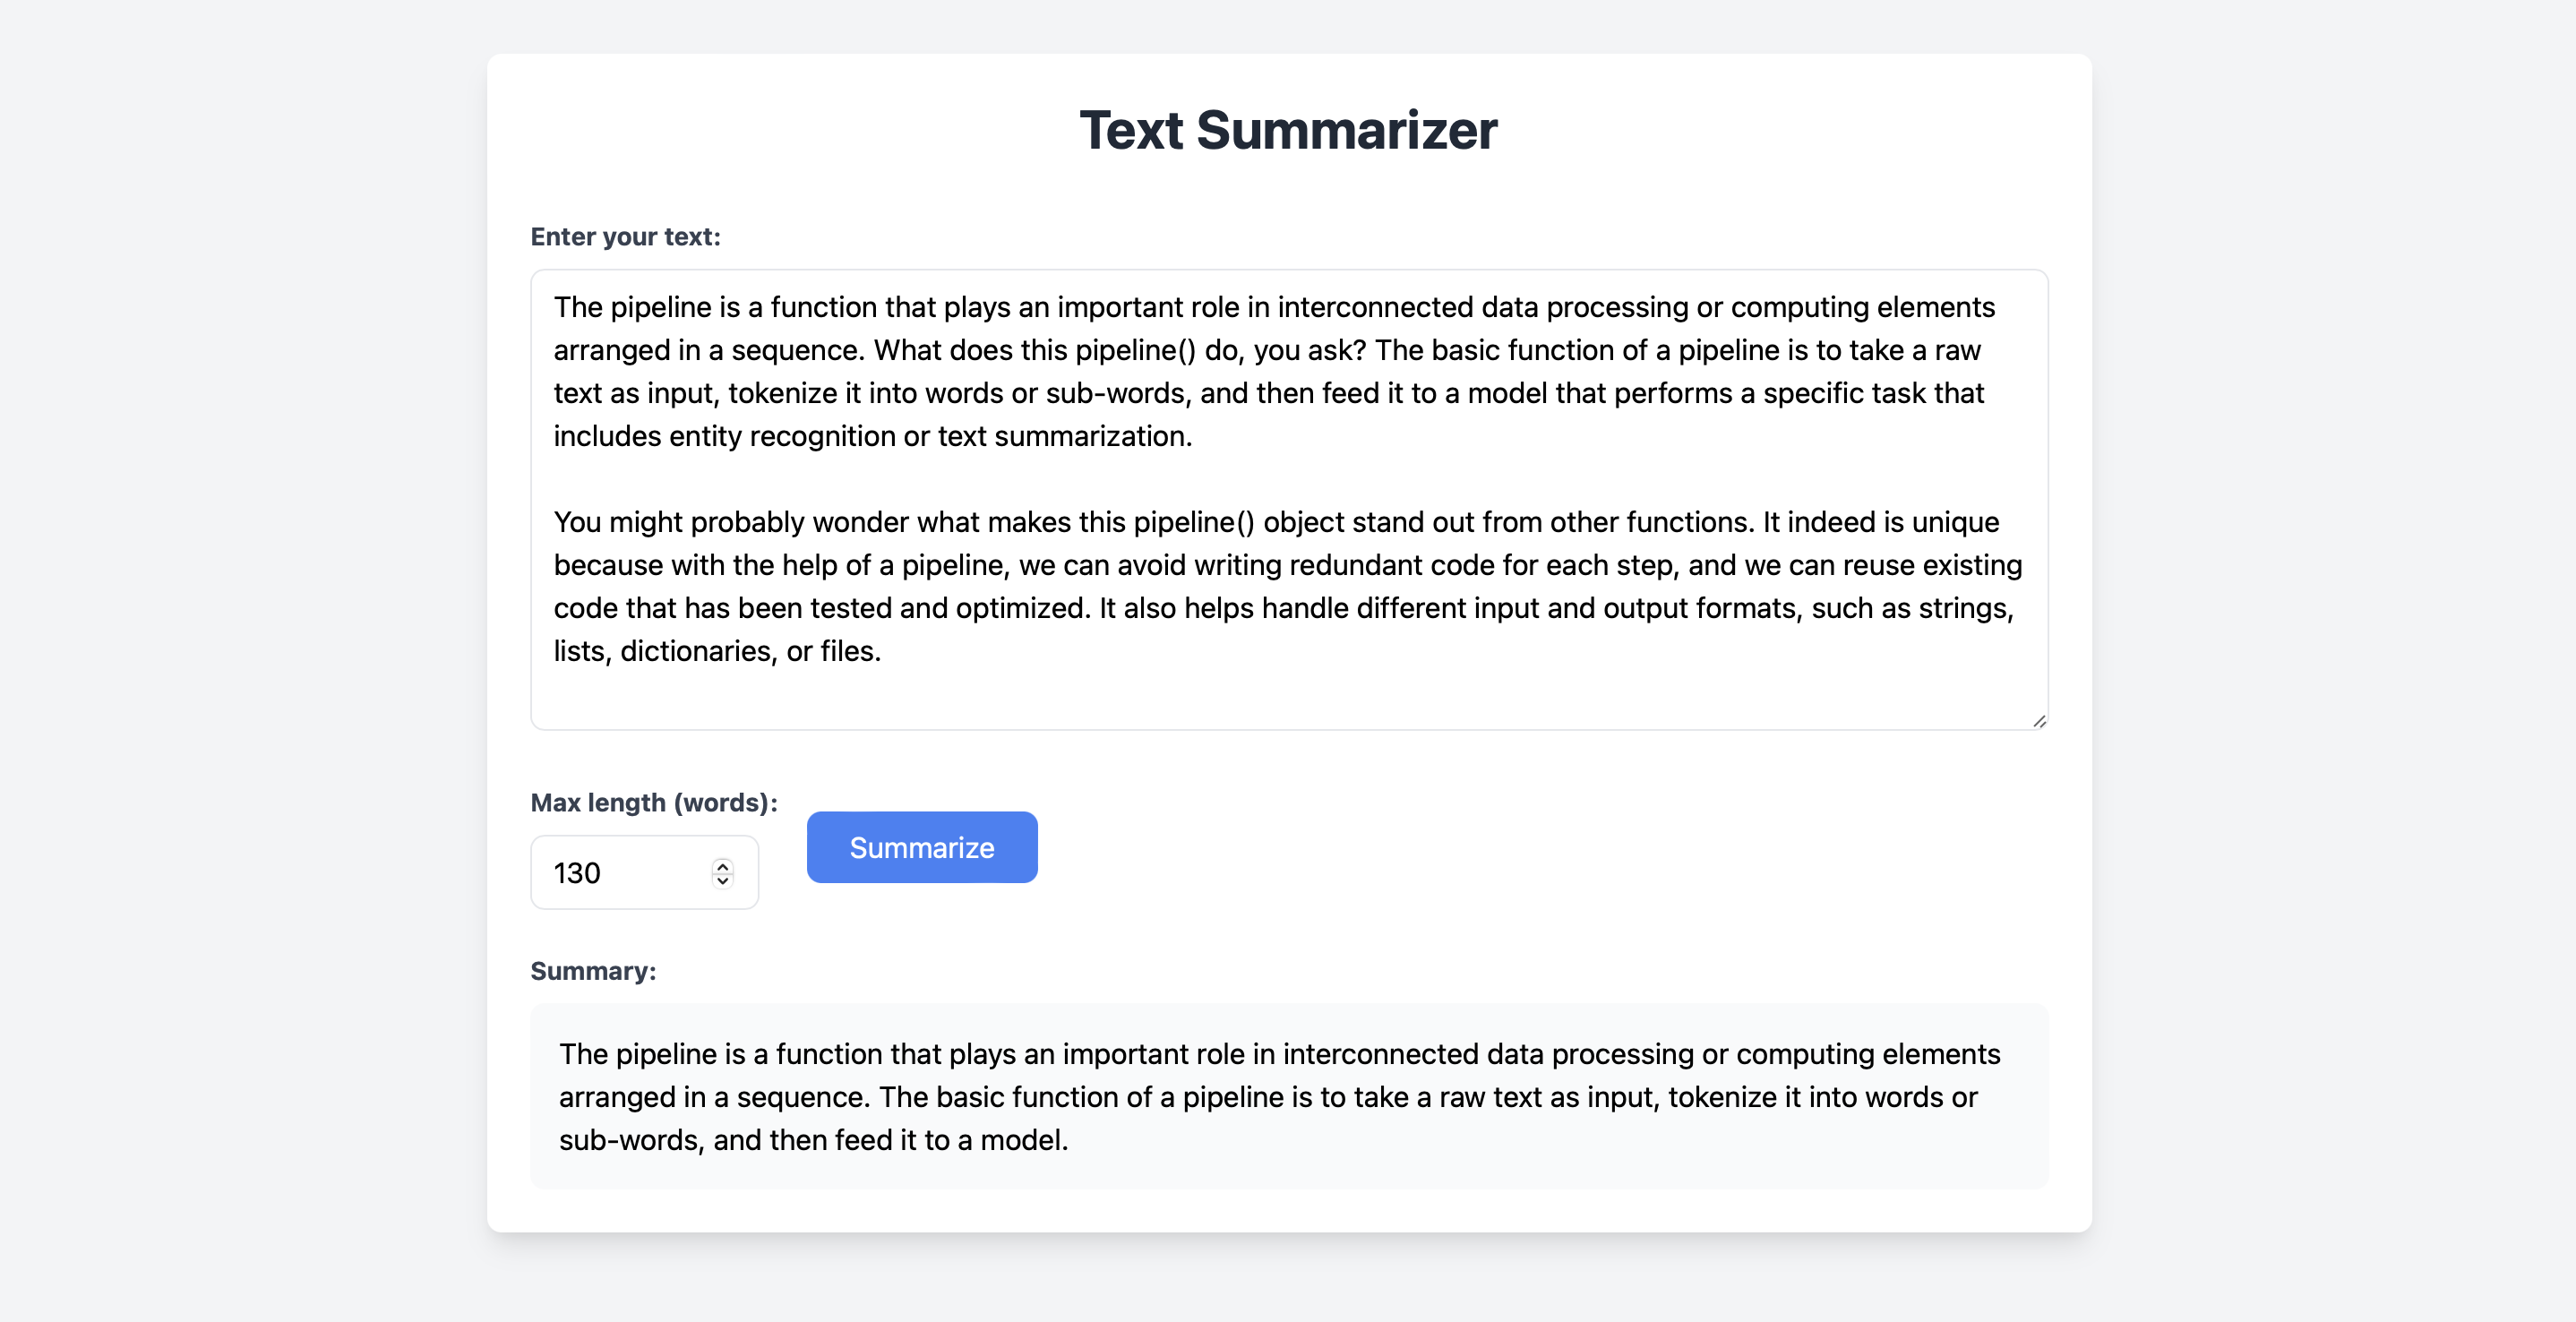 Text Summarizer
Enter your text:
The pipeline is a function that plays an important role in interconnected data processing or computing elements
arranged in a sequence. What does this pipeline() do, you ask? The basic function of a pipeline is to take a raw
text as input, tokenize it into words or sub-words, and then feed it to a model that performs a specific task that
includes entity recognition or text summarization.
You might probably wonder what makes this pipeline() object stand out from other functions. It indeed is unique
because with the help of a pipeline, we can avoid writing redundant code for each step, and we can reuse existing
code that has been tested and optimized. It also helps handle different input and output formats, such as strings,
lists, dictionaries, or files.
Max length (words):
130
Summarize
Summary:
The pipeline is a function that plays an important role in interconnected data processing or computing elements
arranged in a sequence. The basic function of a pipeline is to take a raw text as input, tokenize it into words or
sub-words, and then feed it to a model.